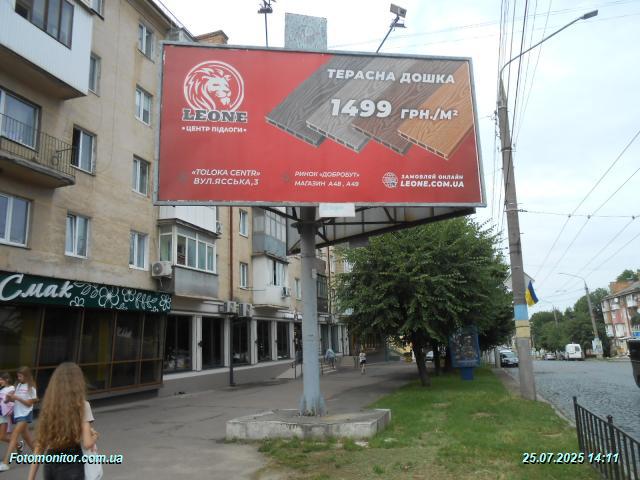 LEONE
• ЦЕНТР ПІДЛОГИ •
ТЕРАСНА ДОШКА
1499 ГРН./М²
«TOLOKA CENTR»
ВУЛ.ЯССЬКА,3
РИНОК «ДОБРОБУТ»
МАГАЗИН А48 , А49
ЗАМОВЛЯЙ ОНЛАЙН
LEONE.COM.UA
Смак
Fotomonitor.com.ua
25.07.2025 14:11